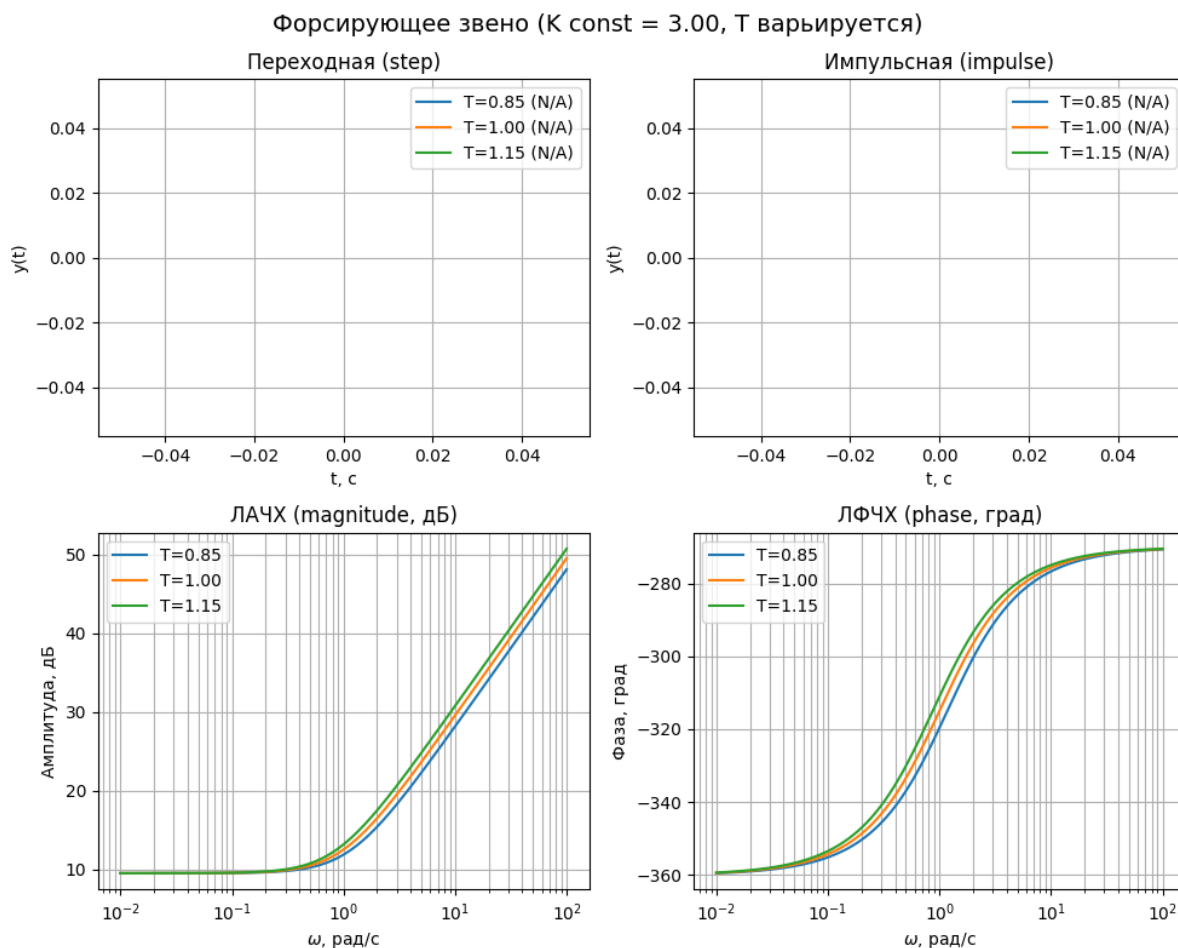 Форсирующее звено (K const = 3.00, T варьируется)
Переходная (step)
T=0.85 (N/A)
T=1.00 (N/A)
T=1.15 (N/A)
0.04
0.02
0.00
−0.02
−0.04
y(t)
−0.04
−0.02
0.00
0.02
0.04
t, с
Импульсная (impulse)
T=0.85 (N/A)
T=1.00 (N/A)
T=1.15 (N/A)
0.04
0.02
0.00
−0.02
−0.04
y(t)
−0.04
−0.02
0.00
0.02
0.04
t, с
ЛАЧХ (magnitude, дБ)
T=0.85
T=1.00
T=1.15
50
40
30
20
10
Амплитуда, дБ
10⁻²
10⁻¹
10⁰
10¹
10²
ω, рад/с
ЛФЧХ (phase, град)
T=0.85
T=1.00
T=1.15
−280
−300
−320
−340
−360
Фаза, град
10⁻²
10⁻¹
10⁰
10¹
10²
ω, рад/с